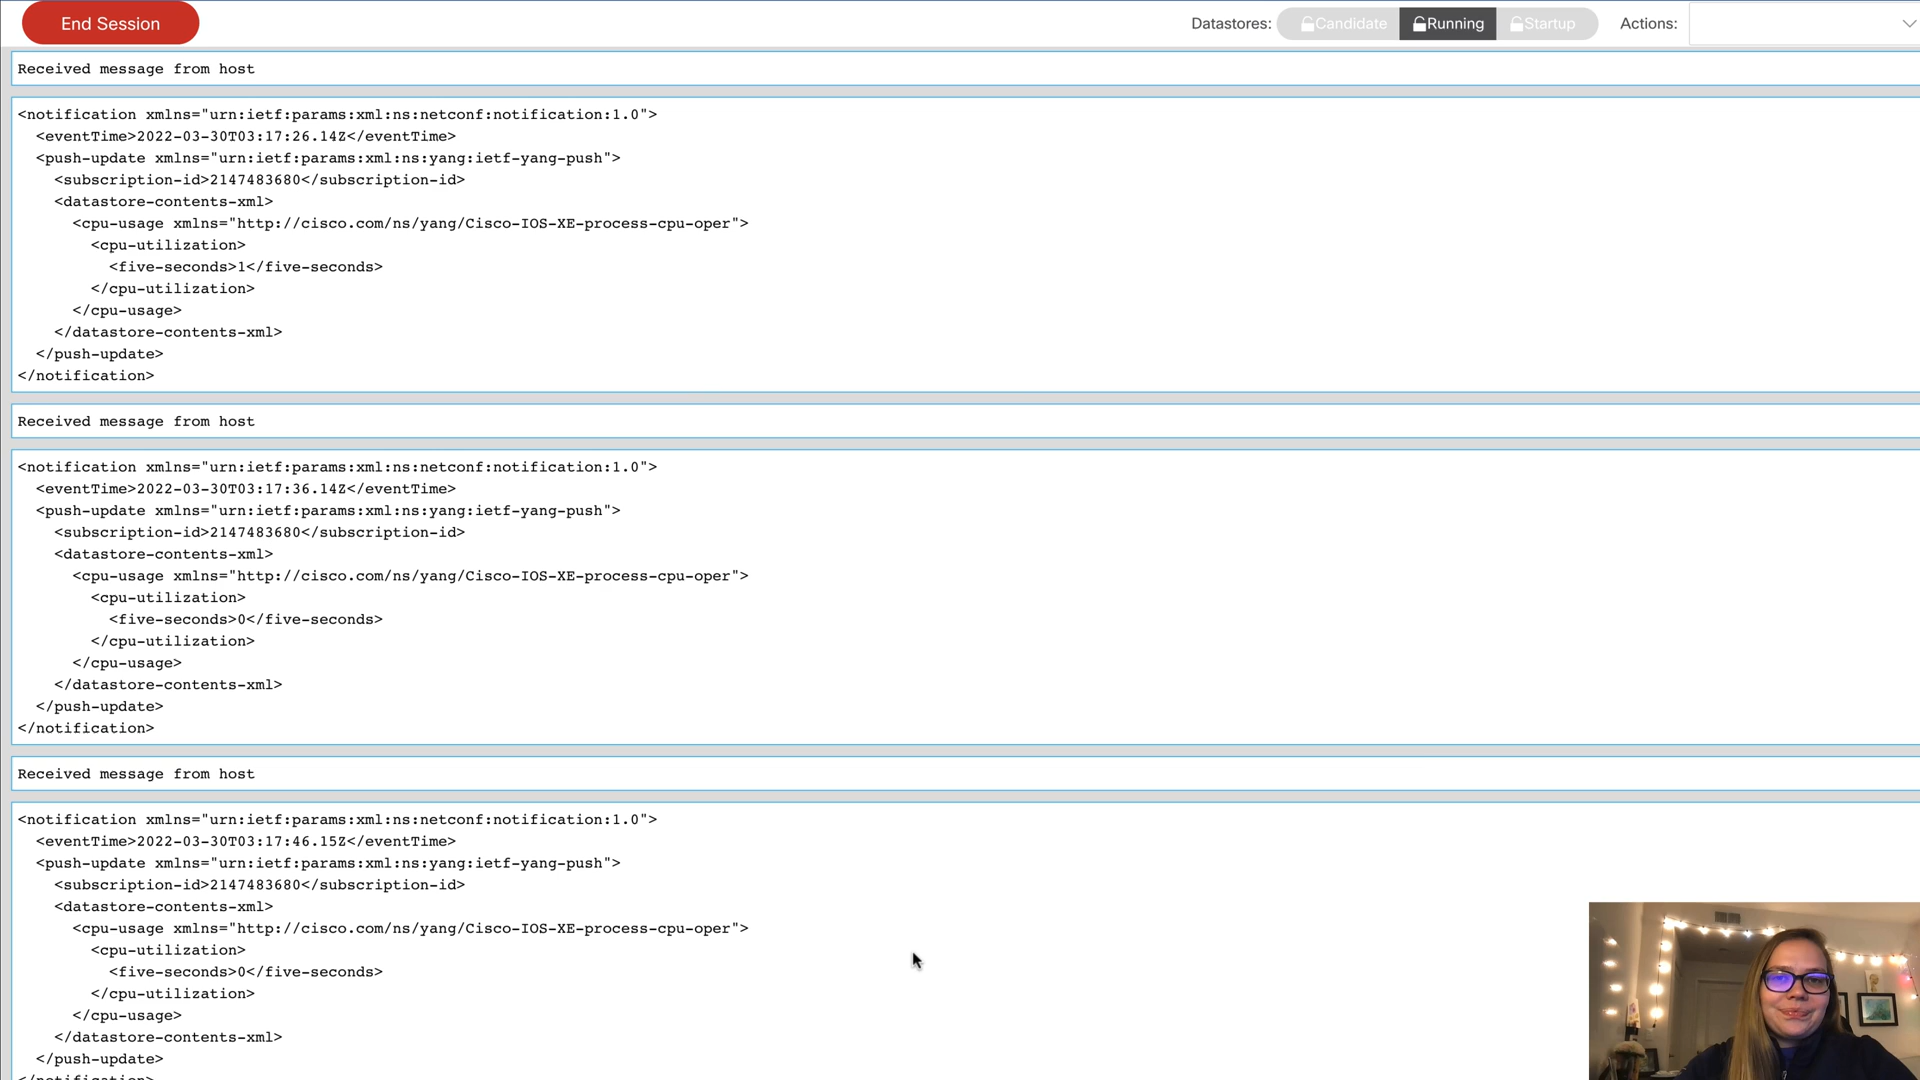 End Session
Datastores: Candidate Running Startup Actions:
Received message from host
<notification xmlns="urn:ietf:params:xml:ns:netconf:notification:1.0">
  <eventTime>2022-03-30T03:17:26.14Z</eventTime>
  <push-update xmlns="urn:ietf:params:xml:ns:yang:ietf-yang-push">
    <subscription-id>2147483680</subscription-id>
    <datastore-contents-xml>
      <cpu-usage xmlns="http://cisco.com/ns/yang/Cisco-IOS-XE-process-cpu-oper">
        <cpu-utilization>
          <five-seconds>1</five-seconds>
        </cpu-utilization>
      </cpu-usage>
    </datastore-contents-xml>
  </push-update>
</notification>
Received message from host
<notification xmlns="urn:ietf:params:xml:ns:netconf:notification:1.0">
  <eventTime>2022-03-30T03:17:36.14Z</eventTime>
  <push-update xmlns="urn:ietf:params:xml:ns:yang:ietf-yang-push">
    <subscription-id>2147483680</subscription-id>
    <datastore-contents-xml>
      <cpu-usage xmlns="http://cisco.com/ns/yang/Cisco-IOS-XE-process-cpu-oper">
        <cpu-utilization>
          <five-seconds>0</five-seconds>
        </cpu-utilization>
      </cpu-usage>
    </datastore-contents-xml>
  </push-update>
</notification>
Received message from host
<notification xmlns="urn:ietf:params:xml:ns:netconf:notification:1.0">
  <eventTime>2022-03-30T03:17:46.15Z</eventTime>
  <push-update xmlns="urn:ietf:params:xml:ns:yang:ietf-yang-push">
    <subscription-id>2147483680</subscription-id>
    <datastore-contents-xml>
      <cpu-usage xmlns="http://cisco.com/ns/yang/Cisco-IOS-XE-process-cpu-oper">
        <cpu-utilization>
          <five-seconds>0</five-seconds>
        </cpu-utilization>
      </cpu-usage>
    </datastore-contents-xml>
  </push-update>
</notification>